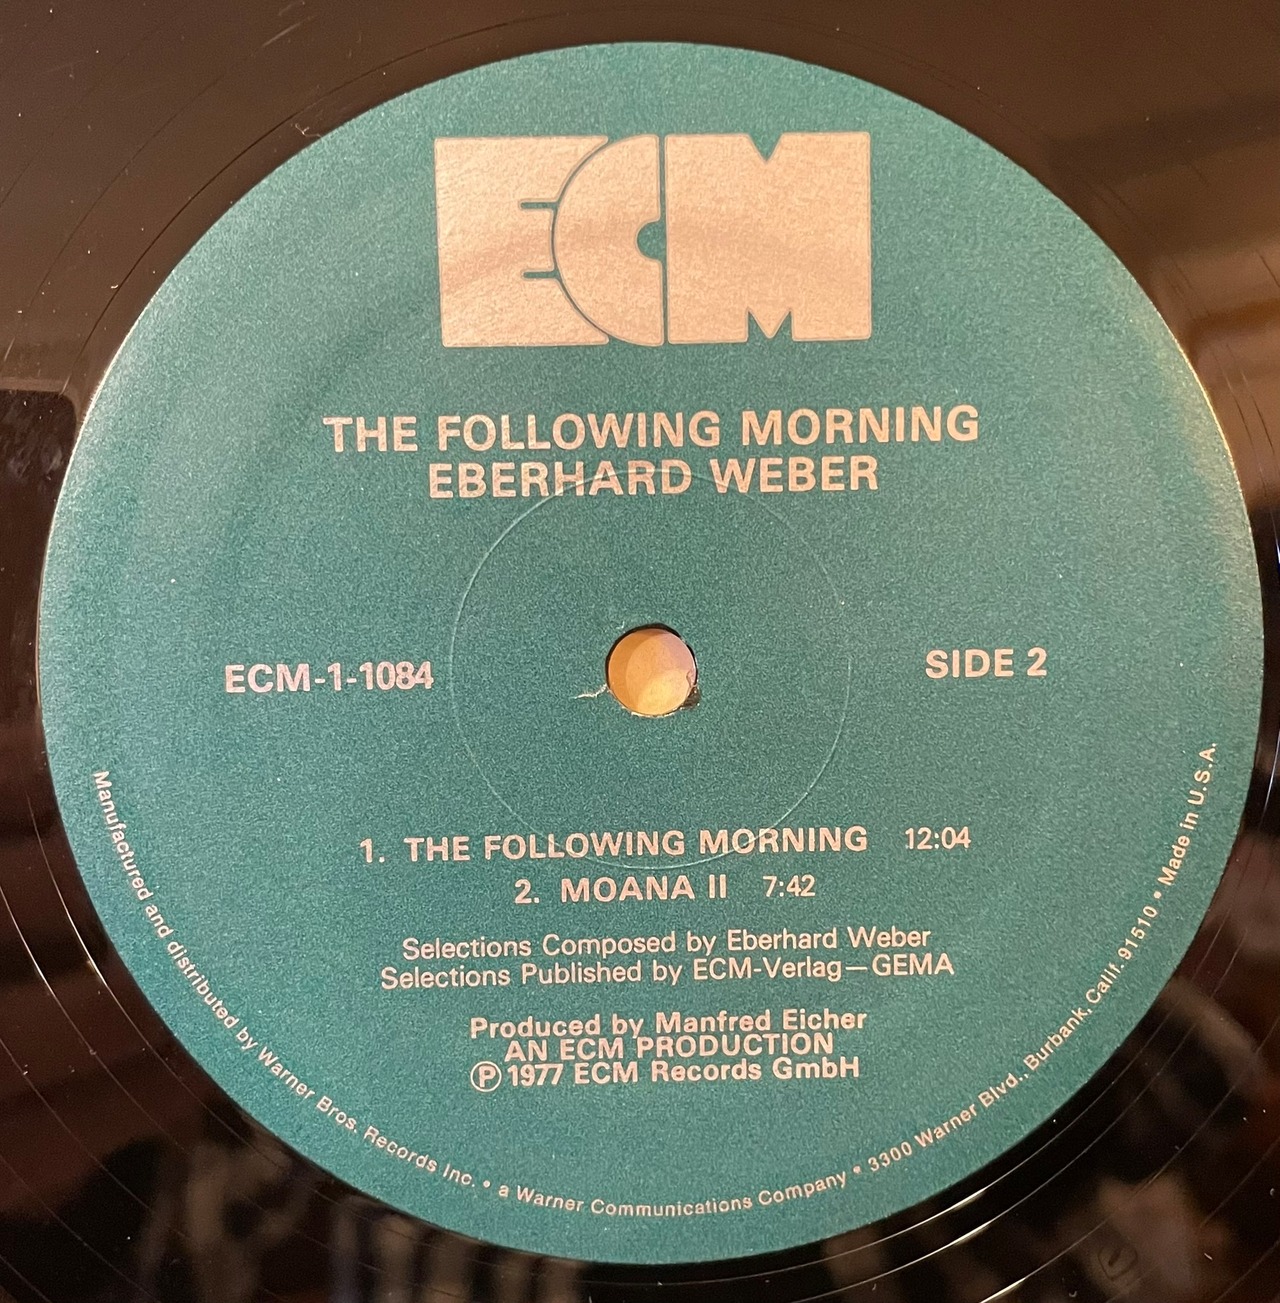 ECM
THE FOLLOWING MORNING
EBERHARD WEBER
ECM-1-1084
SIDE 2
1. THE FOLLOWING MORNING 12:04
2. MOANA II 7:42
Selections Composed by Eberhard Weber
Selections Published by ECM-Verlag—GEMA
Produced by Manfred Eicher
AN ECM PRODUCTION
Ⓟ 1977 ECM Records GmbH
Manufactured and distributed by Warner Bros. Records Inc. • a Warner Communications Company • 3300 Warner Blvd., Burbank, Calif. 91510 • Made in U.S.A.